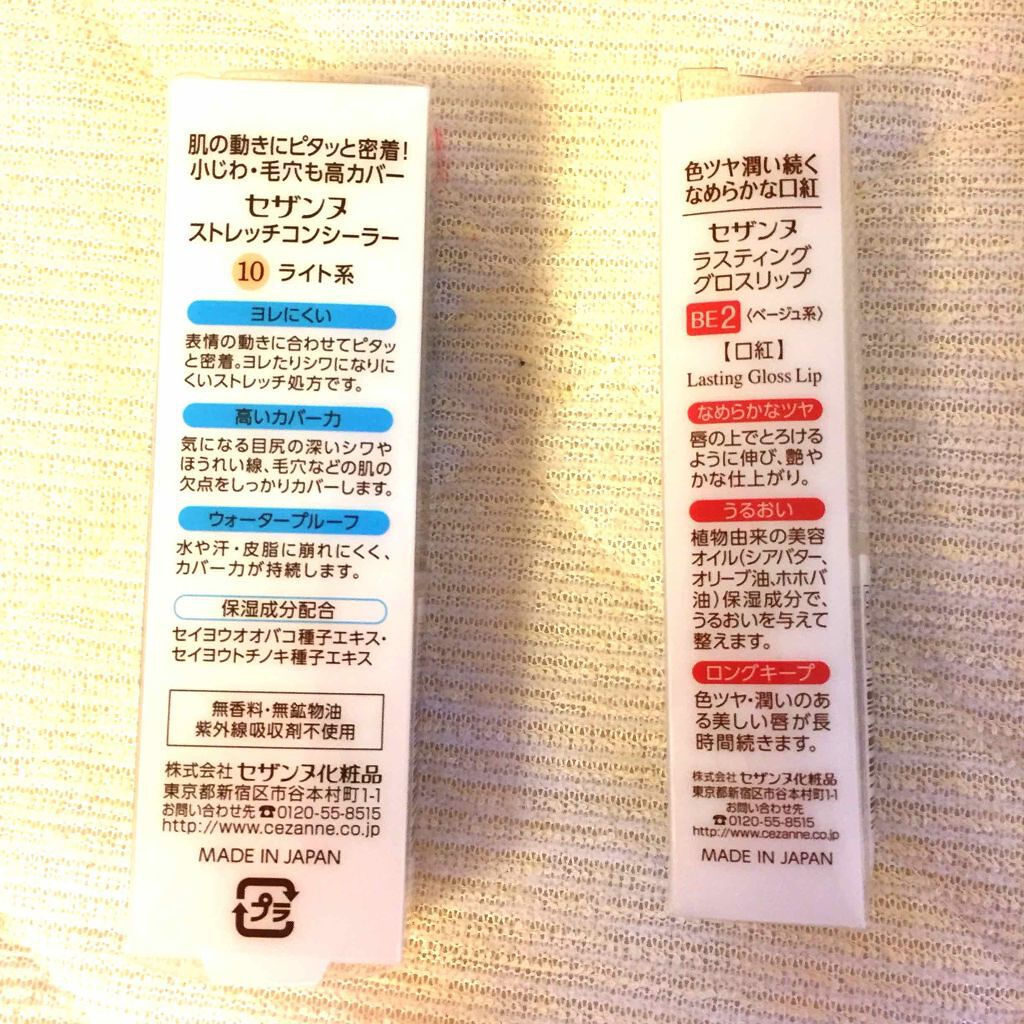 肌の動きにピタッと密着!
小じわ・毛穴も高カバー
セザンヌ
ストレッチコンシーラー
10 ライト系
ヨレにくい
表情の動きに合わせてピタッ
と密着。ヨレたりシワになりに
くいストレッチ処方です。
高いカバー力
気になる目尻の深いシワや
ほうれい線、毛穴などの肌の
欠点をしっかりカバーします。
ウォータープルーフ
水や汗・皮脂に崩れにくく、
カバー力が持続します。
保湿成分配合
セイヨウオオバコ種子エキス・
セイヨウトチノキ種子エキス
無香料・無鉱物油
紫外線吸収剤不使用
株式会社 セザンヌ化粧品
東京都新宿区市谷本村町1-1
お問い合わせ先 ☎0120-55-8515
http://www.cezanne.co.jp
MADE IN JAPAN
プラ
色ツヤ潤い続く
なめらかな口紅
セザンヌ
ラスティング
グロスリップ
BE2 〈ベージュ系〉
【口紅】
Lasting Gloss Lip
なめらかなツヤ
唇の上でとろける
ように伸び、艶や
かな仕上がり。
うるおい
植物由来の美容
オイル(シアバター、
オリーブ油、ホホバ
油)保湿成分で、
うるおいを与えて
整えます。
ロングキープ
色ツヤ・潤いのあ
る美しい唇が長
時間続きます。
株式会社 セザンヌ化粧品
東京都新宿区市谷本村町1-1
お問い合わせ先
☎0120-55-8515
http://www.cezanne.co.jp
MADE IN JAPAN